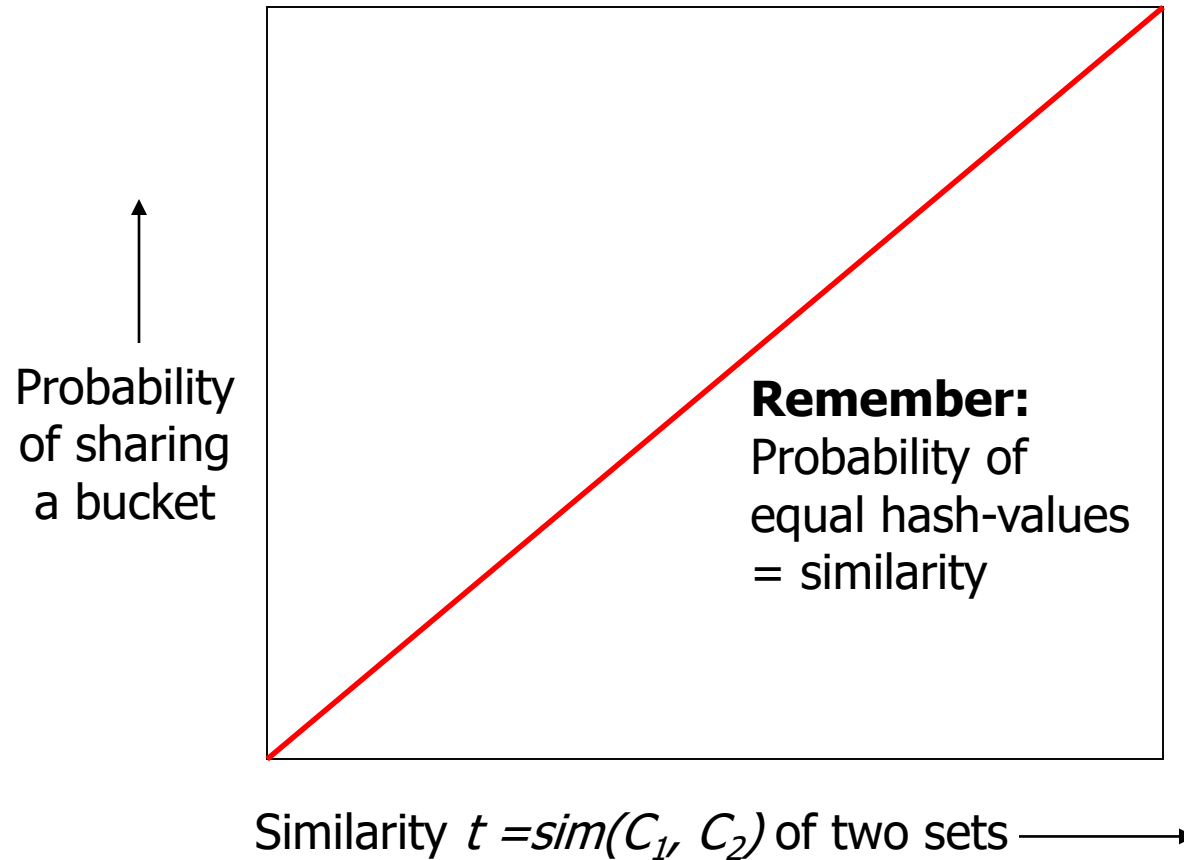 Probability
of sharing
a bucket
Remember:
Probability of
equal hash-values
= similarity
Similarity t =sim(C₁, C₂) of two sets